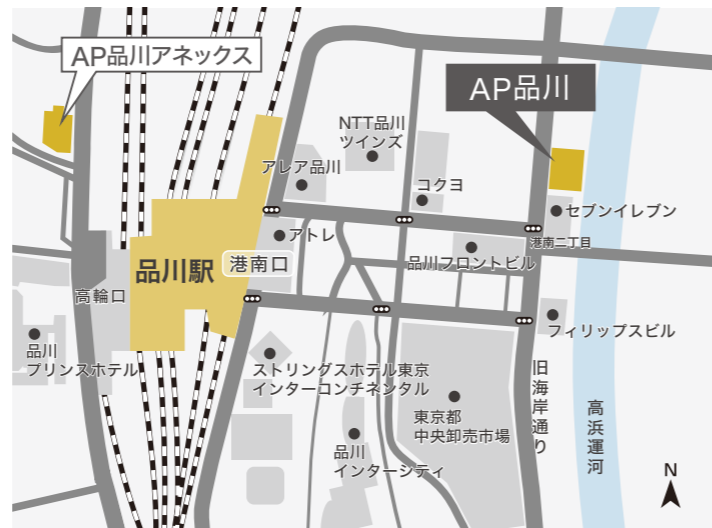 AP品川アネックス
AP品川
NTT品川
ツインズ
アレア品川
コクヨ
セブンイレブン
アトレ
港南二丁目
品川駅
港南口
品川フロントビル
高輪口
フィリップスビル
品川
プリンスホテル
ストリングスホテル東京
インターコンチネンタル
旧海岸通り
高浜運河
東京都
中央卸売市場
品川
インターシティ
N